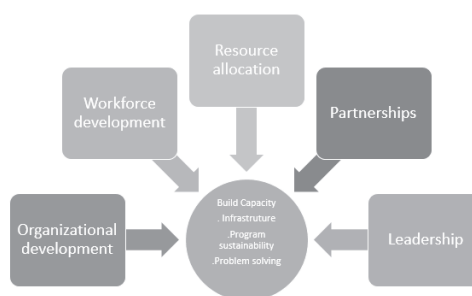 Resource
allocation
Workforce
development
Partnerships
Build Capacity
. Infrastruture
.Program
sustainability
.Problem solving
Organizational
development
Leadership